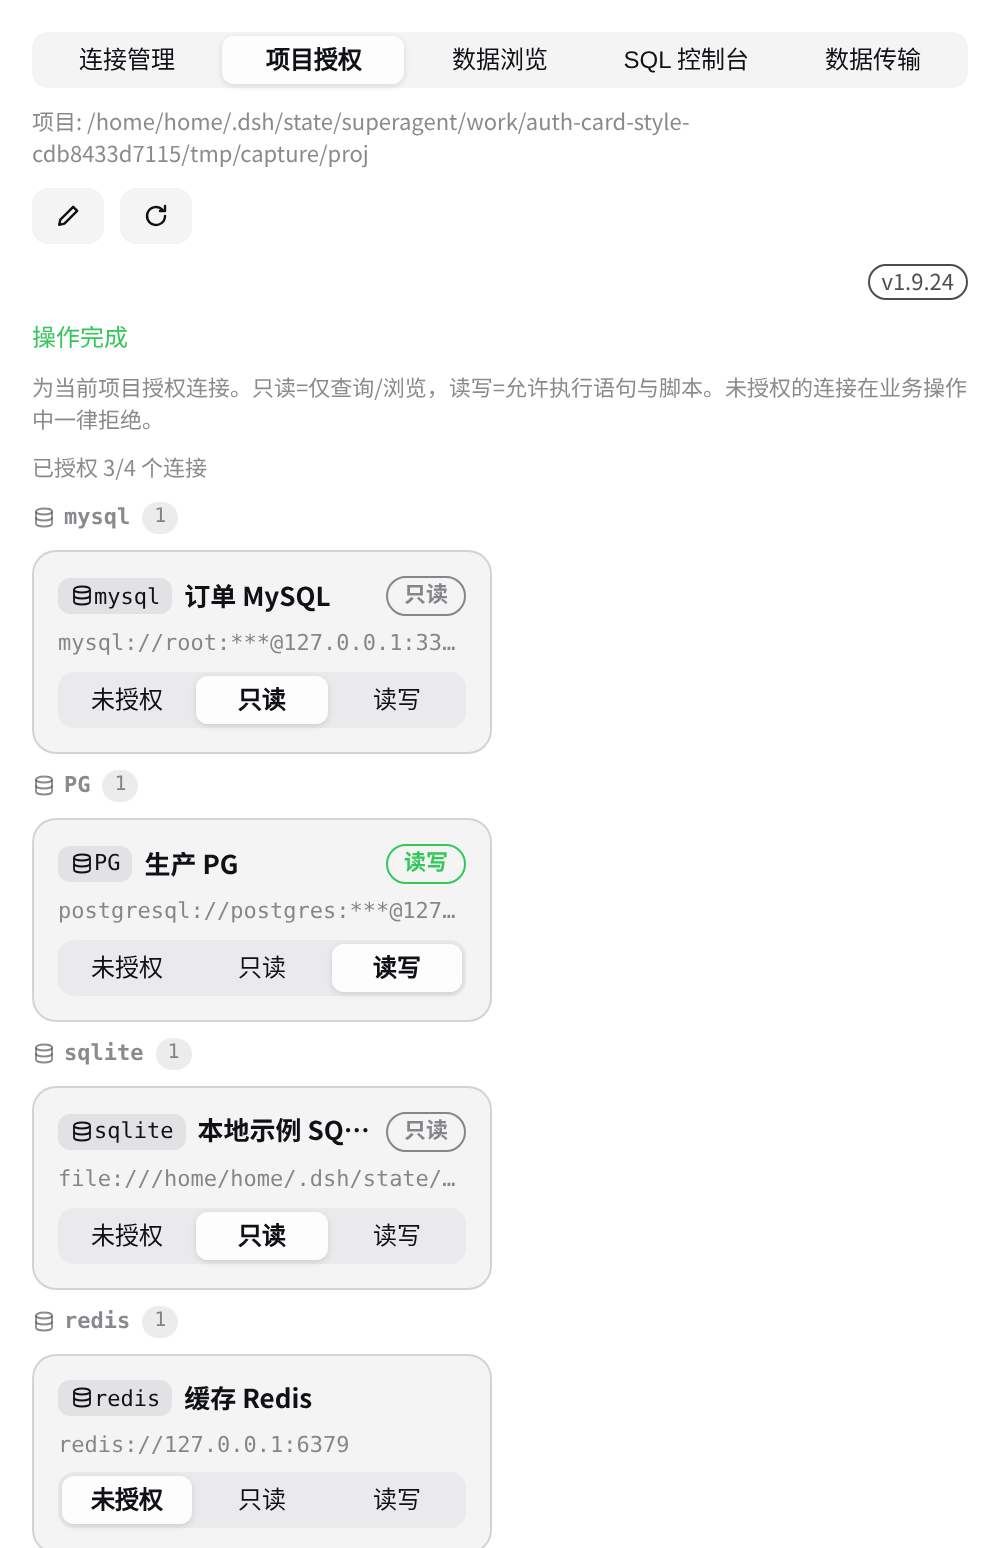 连接管理 项目授权 数据浏览 SQL 控制台 数据传输
项目: /home/home/.dsh/state/superagent/work/auth-card-style-
cdb8433d7115/tmp/capture/proj
v1.9.24
操作完成
为当前项目授权连接。只读=仅查询/浏览，读写=允许执行语句与脚本。未授权的连接在业务操作
中一律拒绝。
已授权 3/4 个连接
mysql 1
mysql 订单 MySQL 只读
mysql://root:***@127.0.0.1:33…
未授权 只读 读写
PG 1
PG 生产 PG 读写
postgresql://postgres:***@127…
未授权 只读 读写
sqlite 1
sqlite 本地示例 SQ… 只读
file:///home/home/.dsh/state/…
未授权 只读 读写
redis 1
redis 缓存 Redis
redis://127.0.0.1:6379
未授权 只读 读写